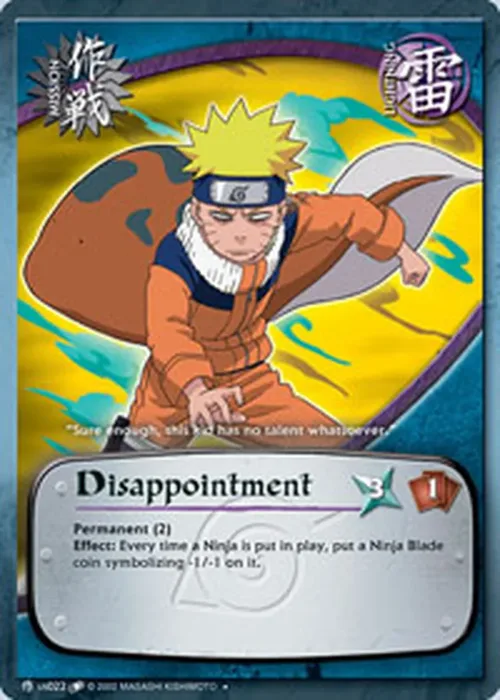 MISSION
作戦
LIGHTNING
雷
"Sure enough, this kid has no talent whatsoever."
Disappointment 3 1
Permanent (2)
Effect: Every time a Ninja is put in play, put a Ninja Blade
coin symbolizing -1/-1 on it.
© 2002 MASASHI KISHIMOTO